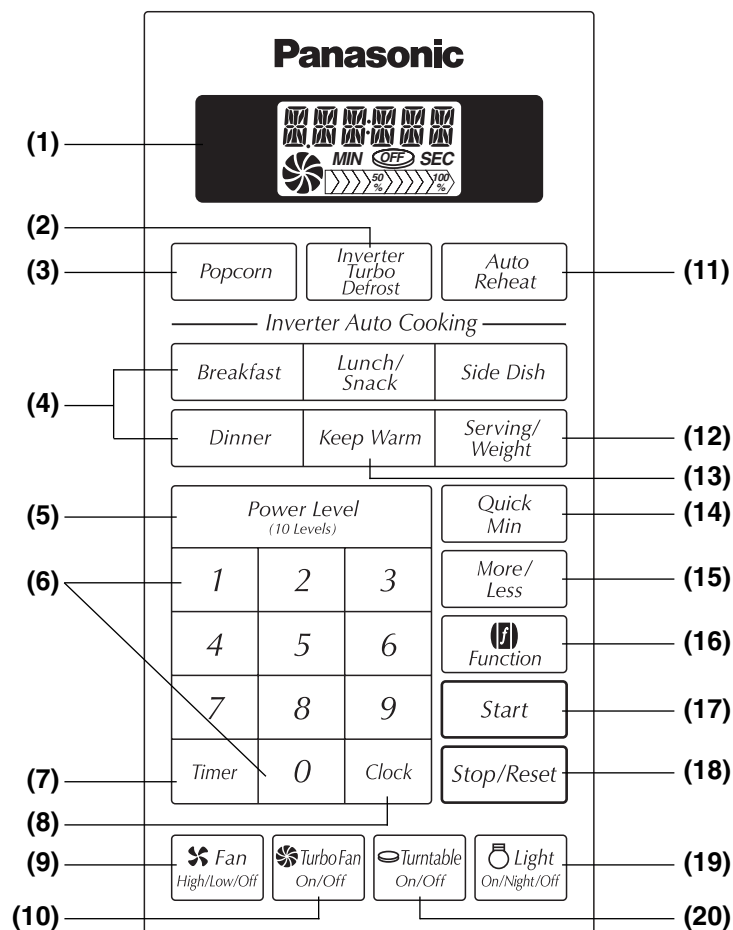 Panasonic
(1)
MIN OFF SEC
50 % 100 %
(2)
(3)
Popcorn
Inverter
Turbo
Defrost
Auto
Reheat
(11)
Inverter Auto Cooking
(4)
Breakfast
Lunch/
Snack
Side Dish
Dinner
Keep Warm
Serving/
Weight
(12)
(13)
(5)
Power Level
(10 Levels)
Quick
Min
(14)
(6)
1 2 3
More/
Less
(15)
4 5 6
f
Function
(16)
7 8 9
Start
(17)
(7)
Timer 0 Clock
Stop/Reset
(18)
(8)
(9)
Fan
High/Low/Off
Turbo Fan
On/Off
Turntable
On/Off
Light
On/Night/Off
(19)
(10)
(20)